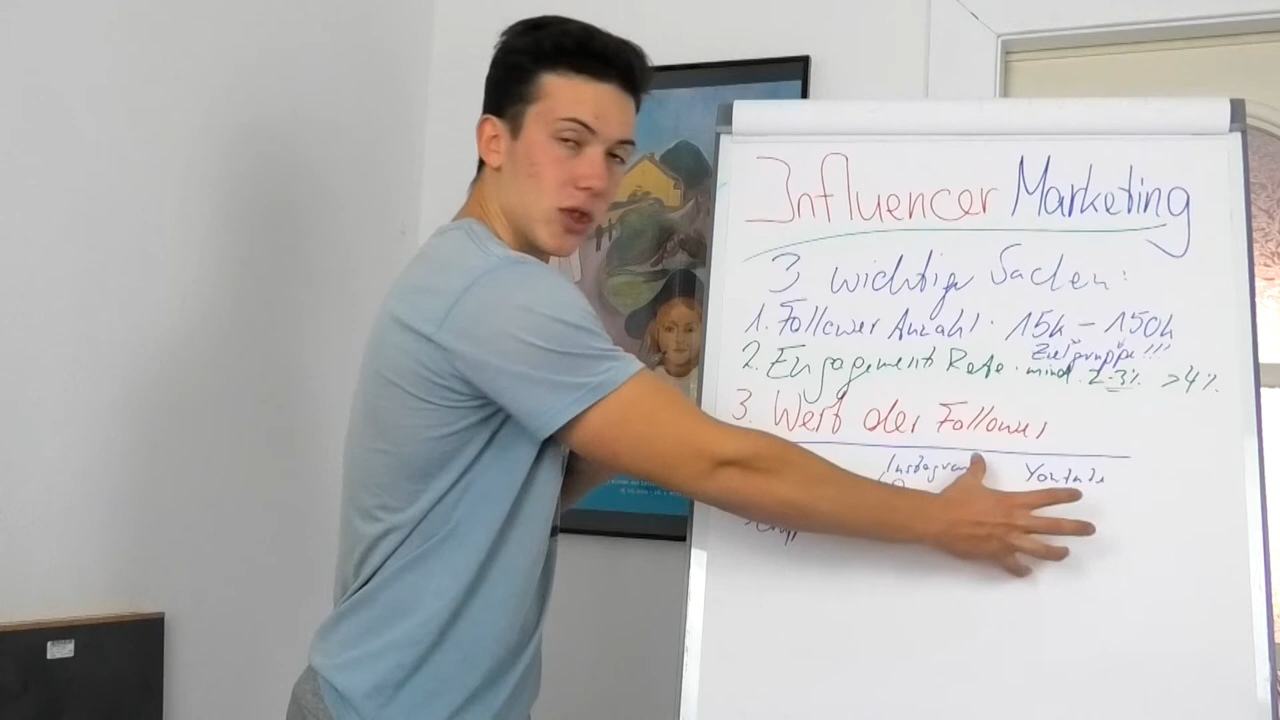 Influencer Marketing
3 wichtige Sachen:
1. Follower Anzahl. 15k - 150k
Zielgruppe!!!
2. Engagement Rate. mind. 2-3% >4%
3. Wert der Follower
Instagram Youtube